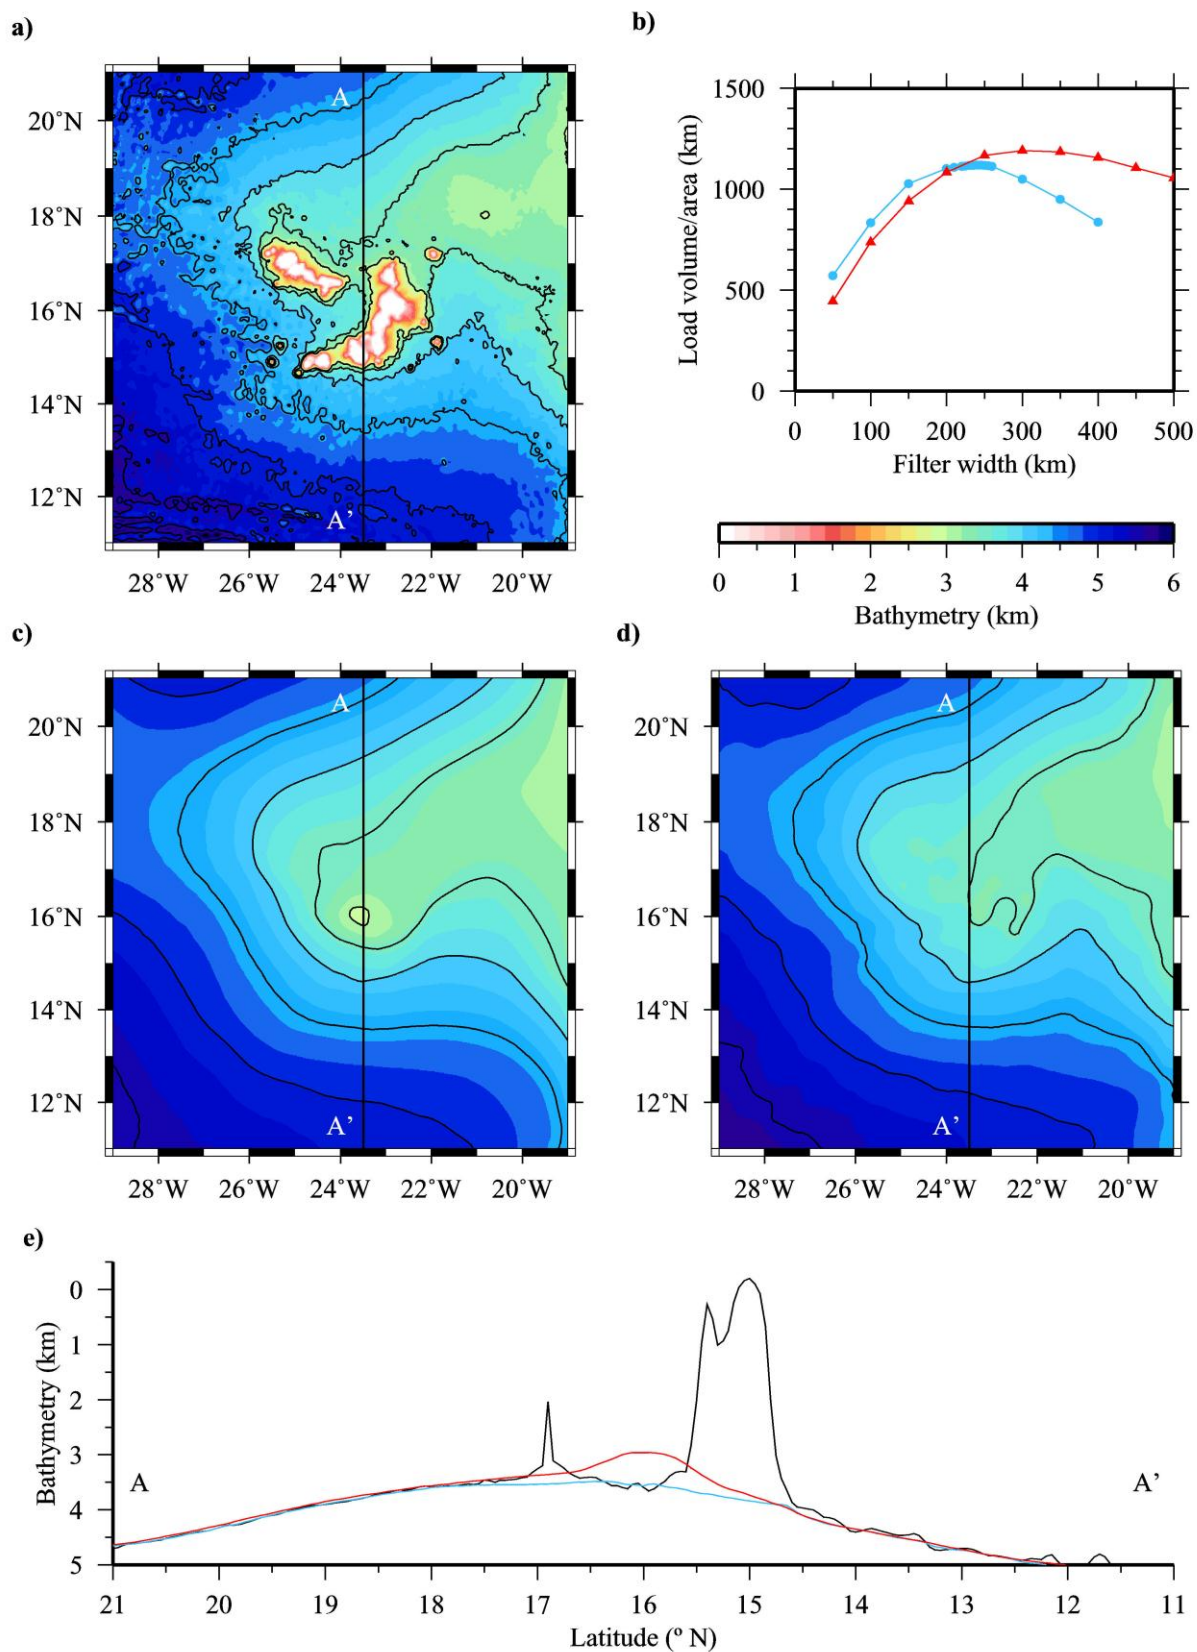 a)
b)
20°N
18°N
16°N
14°N
12°N
28°W 26°W 24°W 22°W 20°W
A
A’
Load volume/area (km)
1500
1000
500
0
0 100 200 300 400 500
Filter width (km)
0 1 2 3 4 5 6
Bathymetry (km)
c)
d)
20°N
18°N
16°N
14°N
12°N
28°W 26°W 24°W 22°W 20°W
A
A’
20°N
18°N
16°N
14°N
12°N
28°W 26°W 24°W 22°W 20°W
A
A’
e)
Bathymetry (km)
0
1
2
3
4
5
A
A’
21 20 19 18 17 16 15 14 13 12 11
Latitude (° N)